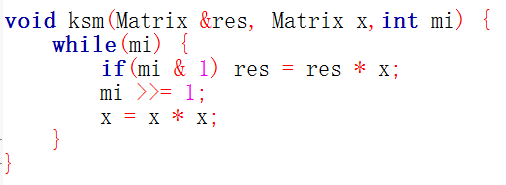 void ksm(Matrix &res, Matrix x,int mi) {
    while(mi) {
        if(mi & 1) res = res * x;
        mi >>= 1;
        x = x * x;
    }
}